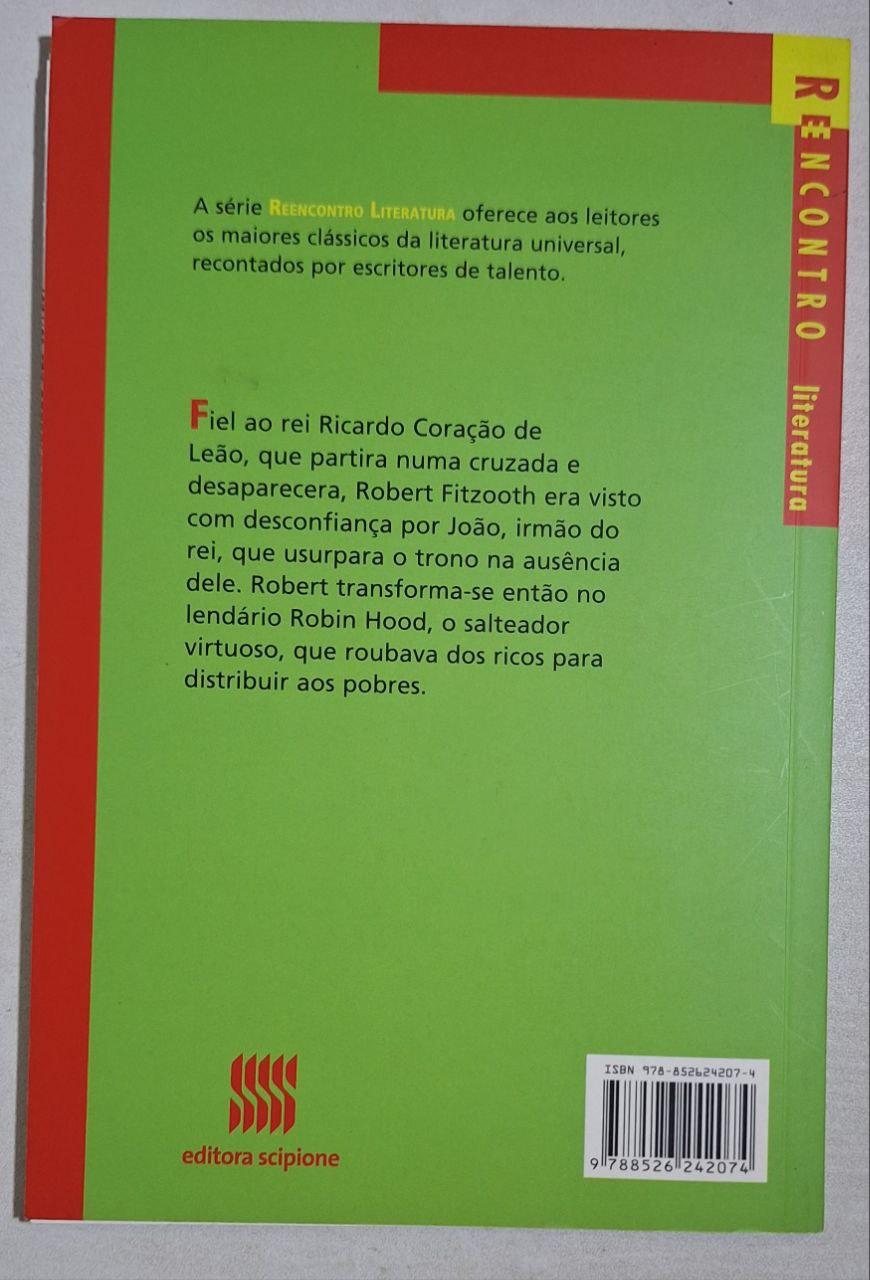 REENCONTRO literatura
A série REENCONTRO LITERATURA oferece aos leitores
os maiores clássicos da literatura universal,
recontados por escritores de talento.
Fiel ao rei Ricardo Coração de
Leão, que partira numa cruzada e
desaparecera, Robert Fitzooth era visto
com desconfiança por João, irmão do
rei, que usurpara o trono na ausência
dele. Robert transforma-se então no
lendário Robin Hood, o salteador
virtuoso, que roubava dos ricos para
distribuir aos pobres.
editora scipione
ISBN 978-852624207-4
9 788526 242074